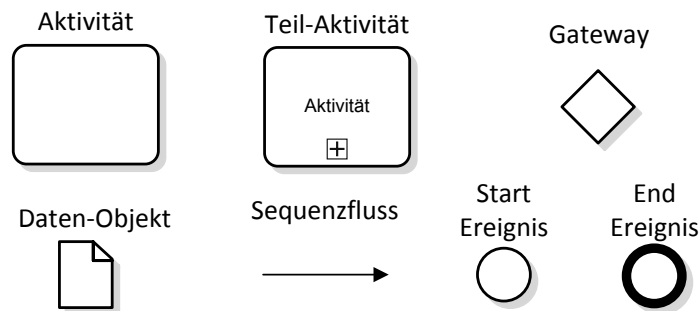 Aktivität
Teil-Aktivität
Gateway
Aktivität
Daten-Objekt
Sequenzfluss
Start
Ereignis
End
Ereignis